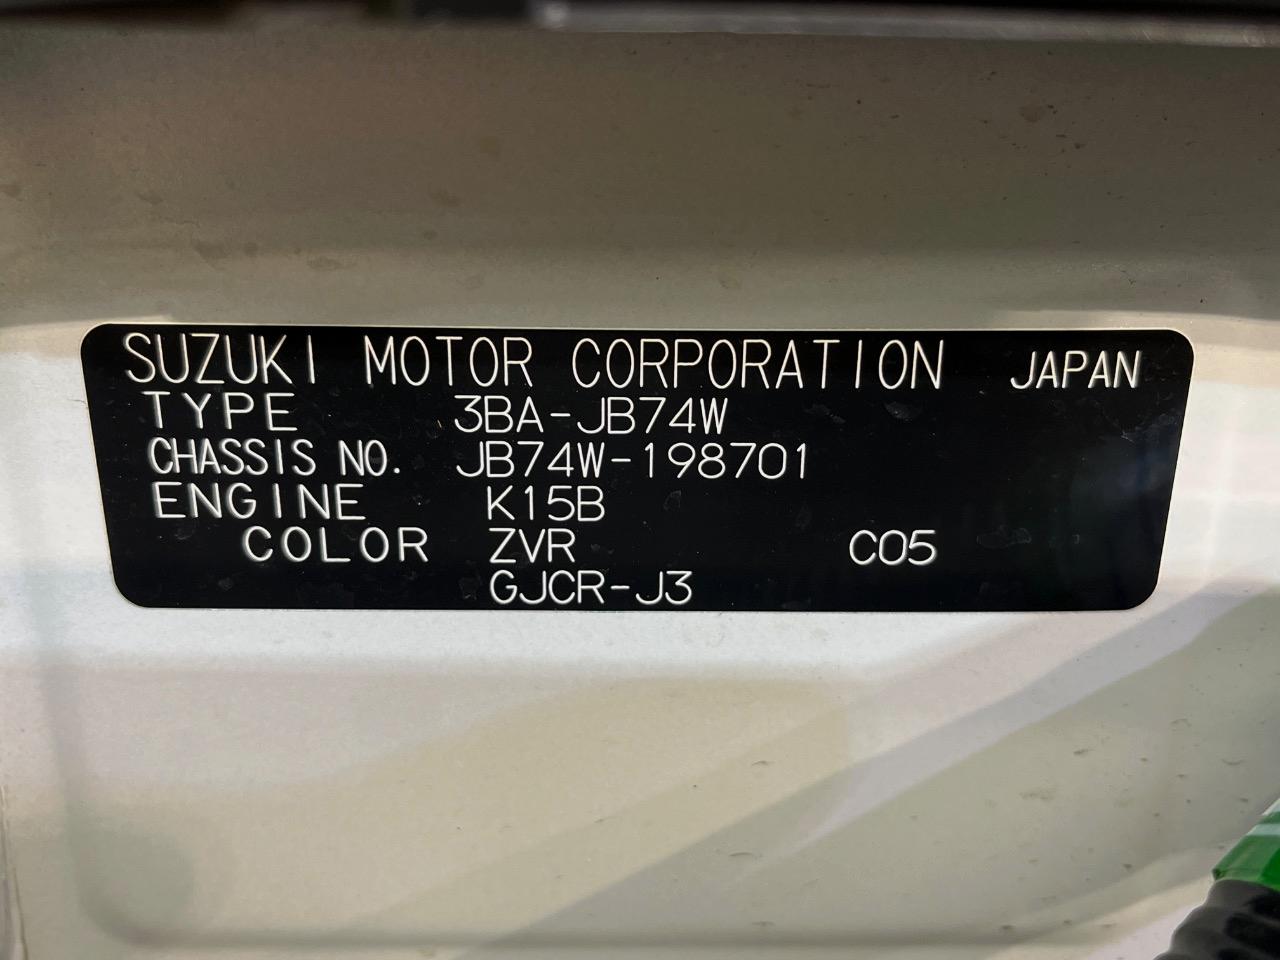 SUZUKI MOTOR CORPORATION JAPAN
TYPE 3BA-JB74W
CHASSIS NO. JB74W-198701
ENGINE K15B
COLOR ZVR C05
GJCR-J3